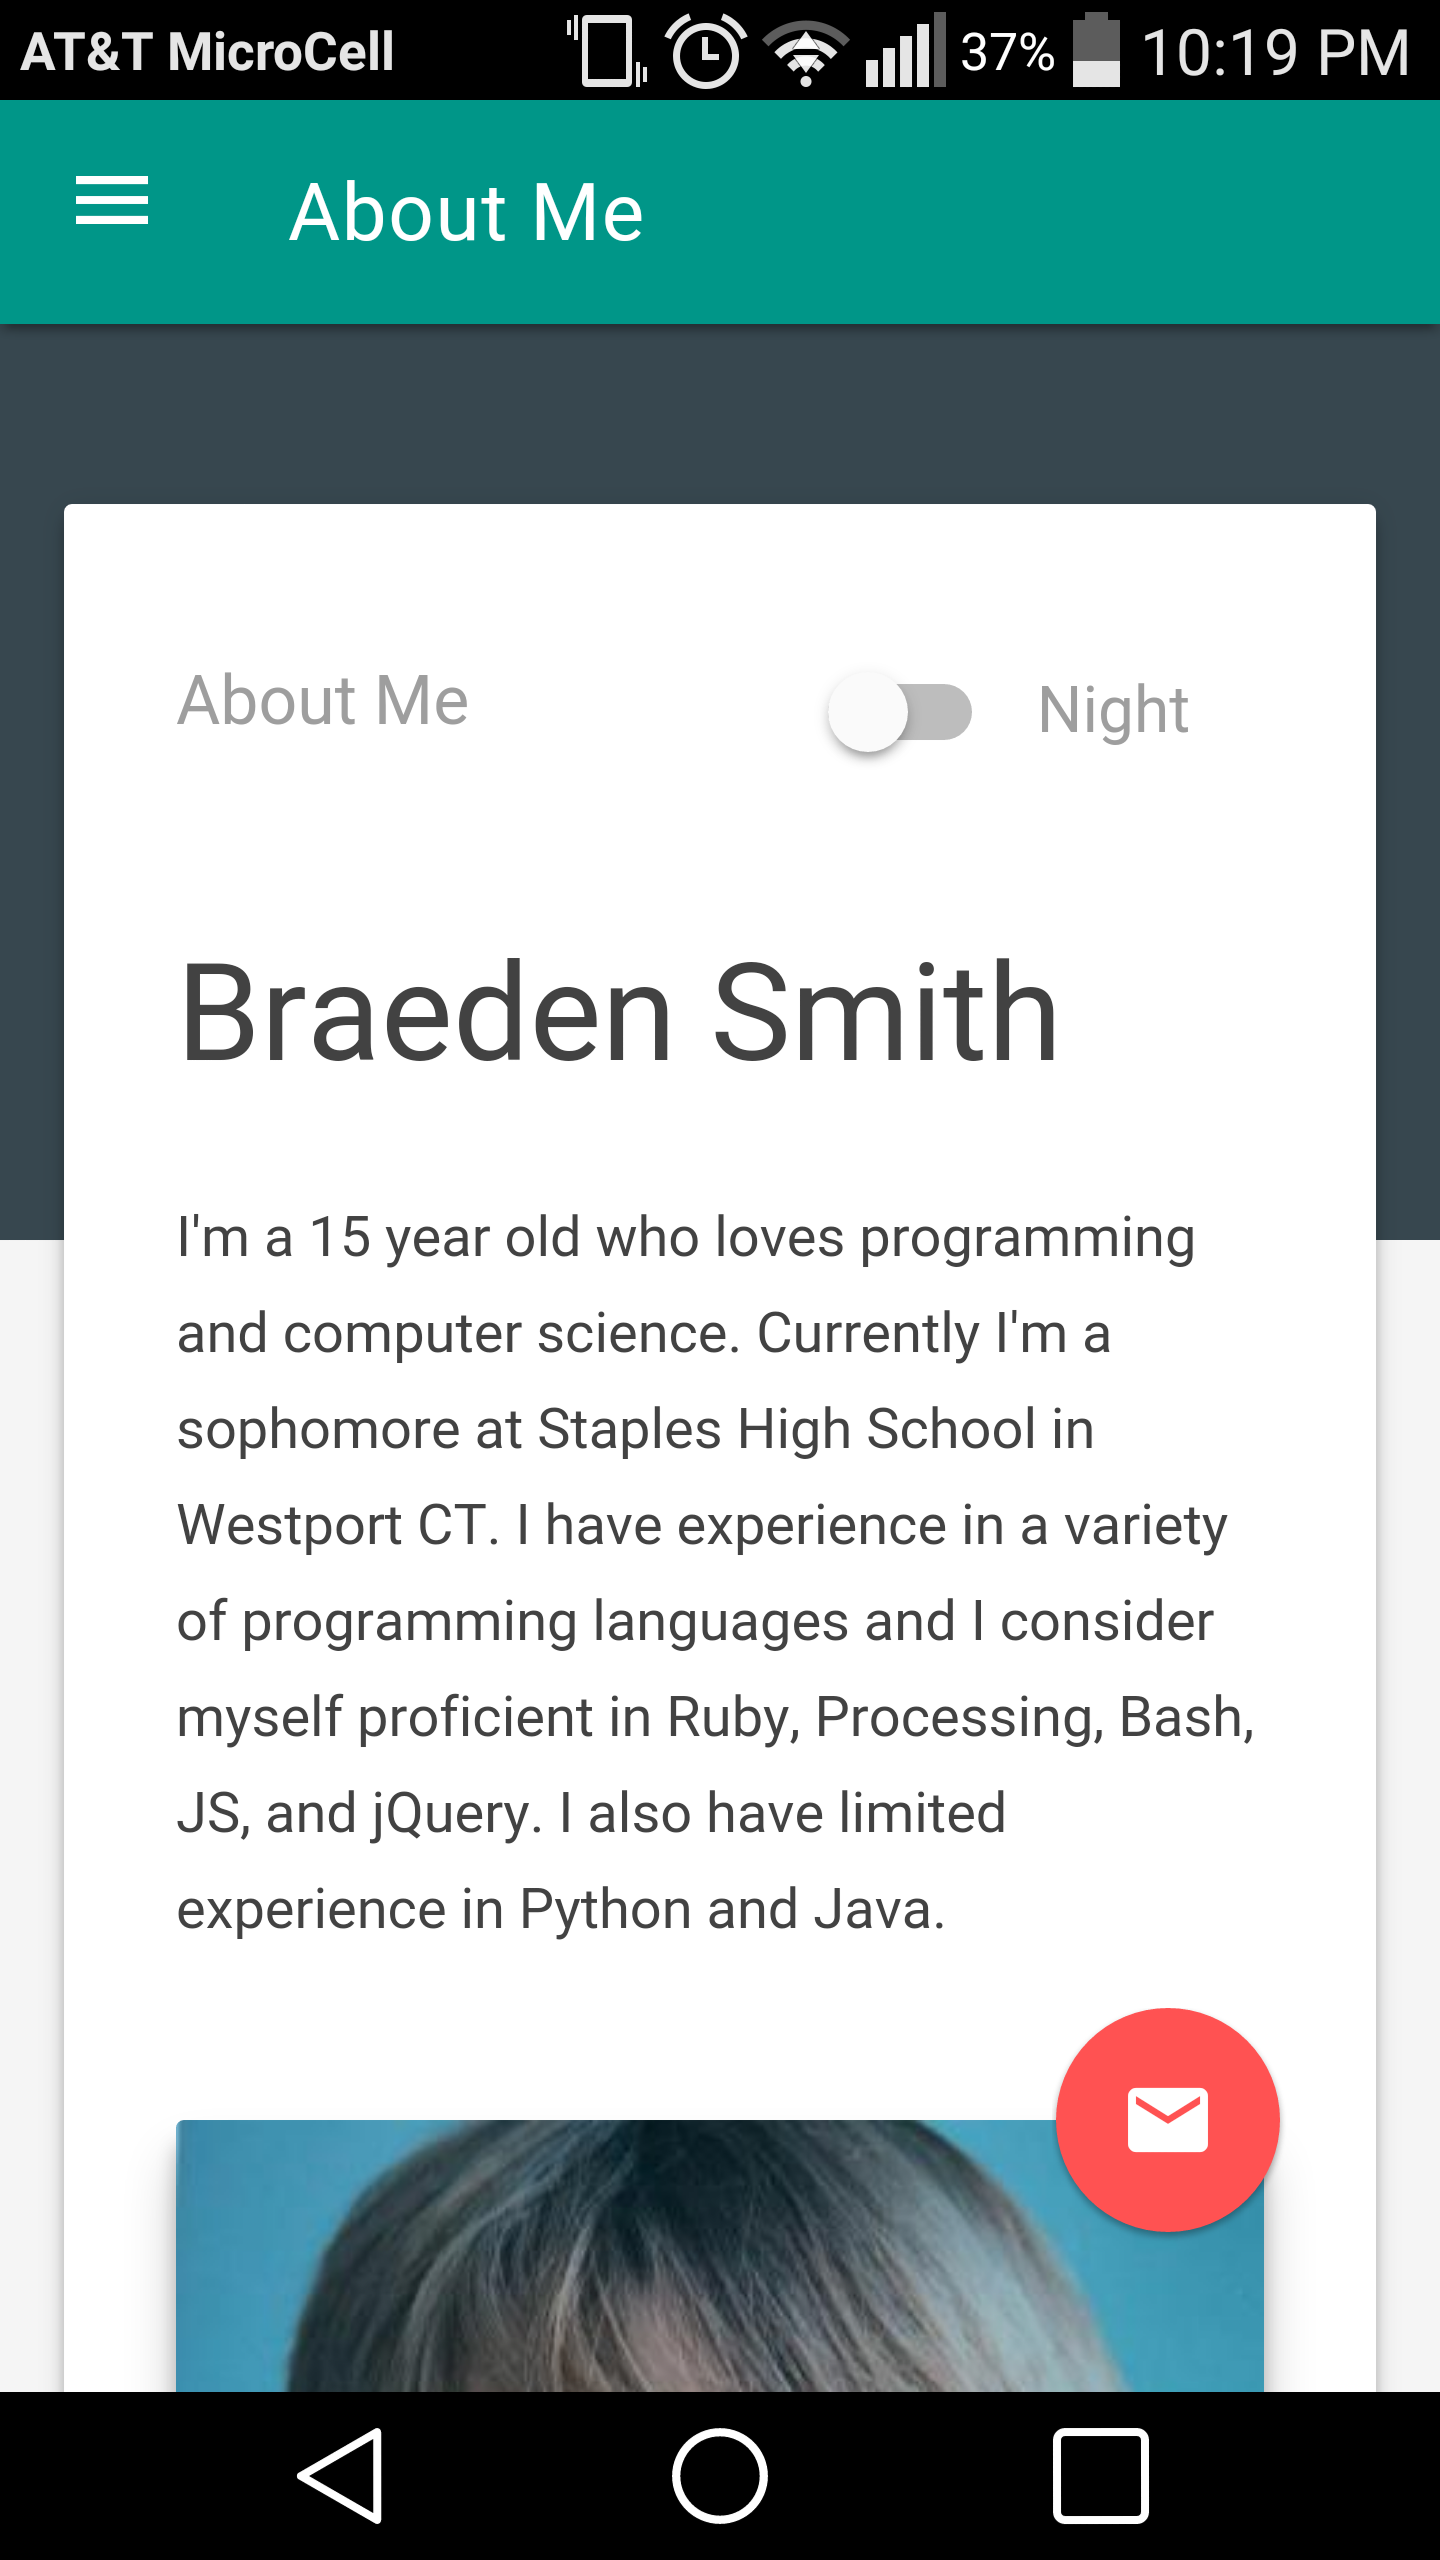 AT&T MicroCell 37% 10:19 PM
About Me
About Me Night
Braeden Smith
I'm a 15 year old who loves programming
and computer science. Currently I'm a
sophomore at Staples High School in
Westport CT. I have experience in a variety
of programming languages and I consider
myself proficient in Ruby, Processing, Bash,
JS, and jQuery. I also have limited
experience in Python and Java.